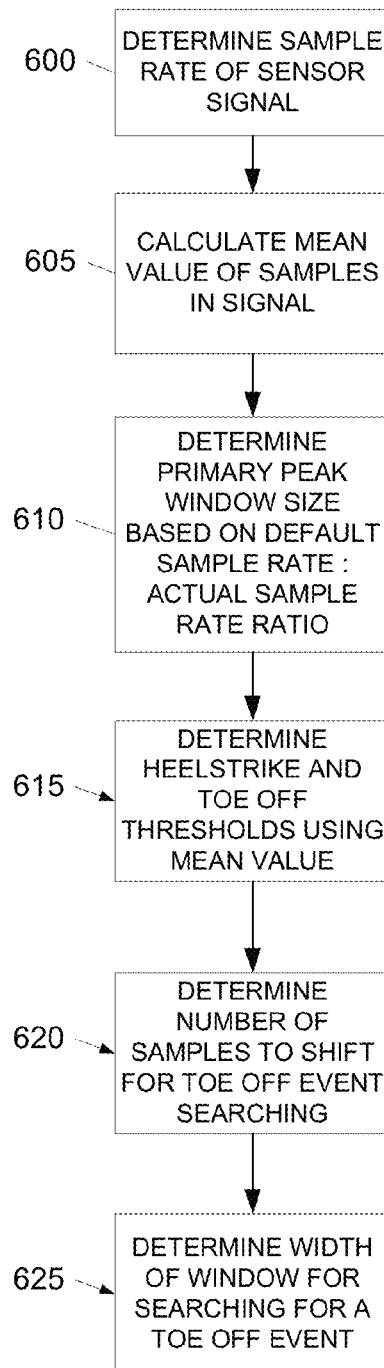 600
DETERMINE SAMPLE
RATE OF SENSOR
SIGNAL
605
CALCULATE MEAN
VALUE OF SAMPLES
IN SIGNAL
610
DETERMINE
PRIMARY PEAK
WINDOW SIZE
BASED ON DEFAULT
SAMPLE RATE :
ACTUAL SAMPLE
RATE RATIO
615
DETERMINE
HEELSTRIKE AND
TOE OFF
THRESHOLDS USING
MEAN VALUE
620
DETERMINE
NUMBER OF
SAMPLES TO SHIFT
FOR TOE OFF EVENT
SEARCHING
625
DETERMINE WIDTH
OF WINDOW FOR
SEARCHING FOR A
TOE OFF EVENT